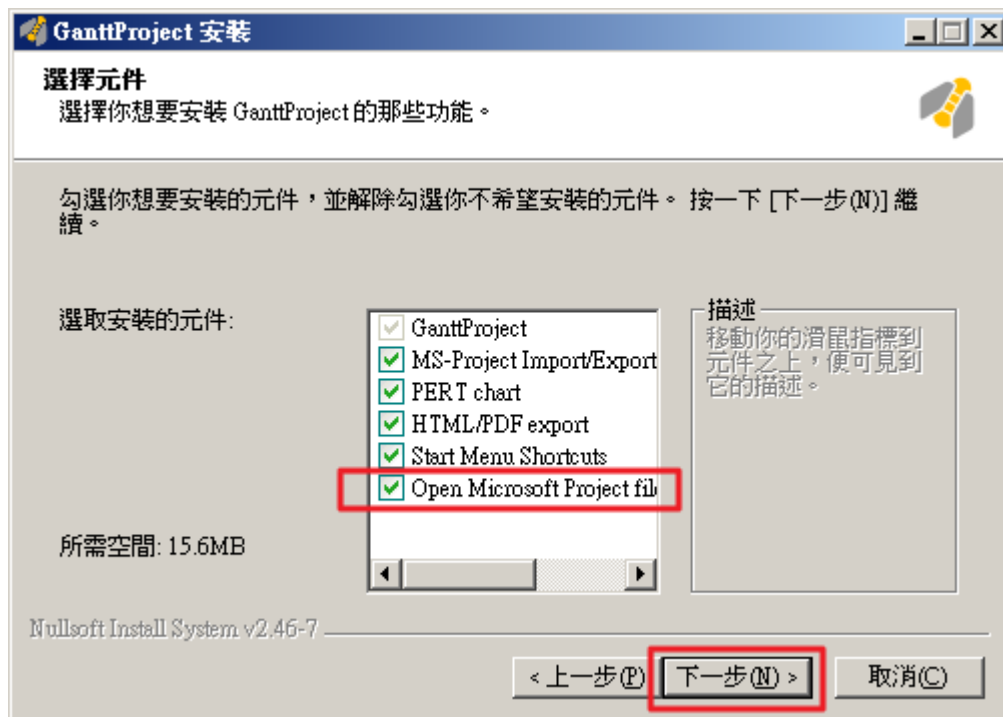 GanttProject 安裝
選擇元件
選擇你想要安裝 GanttProject 的那些功能。
勾選你想要安裝的元件，並解除勾選你不希望安裝的元件。 按一下 [下一步(N)] 繼
續。
選取安裝的元件:
GanttProject
MS-Project Import/Export
PERT chart
HTML/PDF export
Start Menu Shortcuts
Open Microsoft Project fil
描述
移動你的滑鼠指標到
元件之上，便可見到
它的描述。
所需空間: 15.6MB
Nullsoft Install System v2.46-7
< 上一步(P)
下一步(N) >
取消(C)